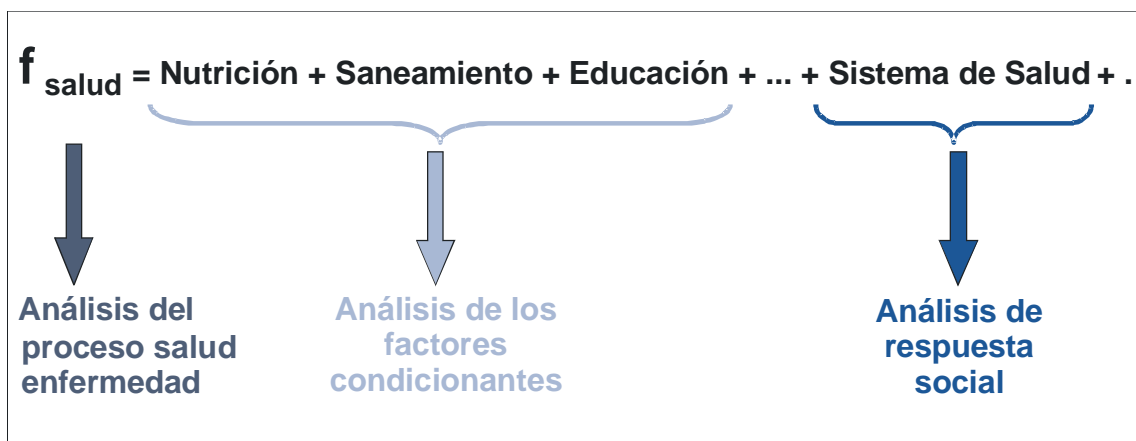 f salud = Nutrición + Saneamiento + Educación + ... + Sistema de Salud + .
Análisis del
proceso salud
enfermedad
Análisis de los
factores
condicionantes
Análisis de
respuesta
social